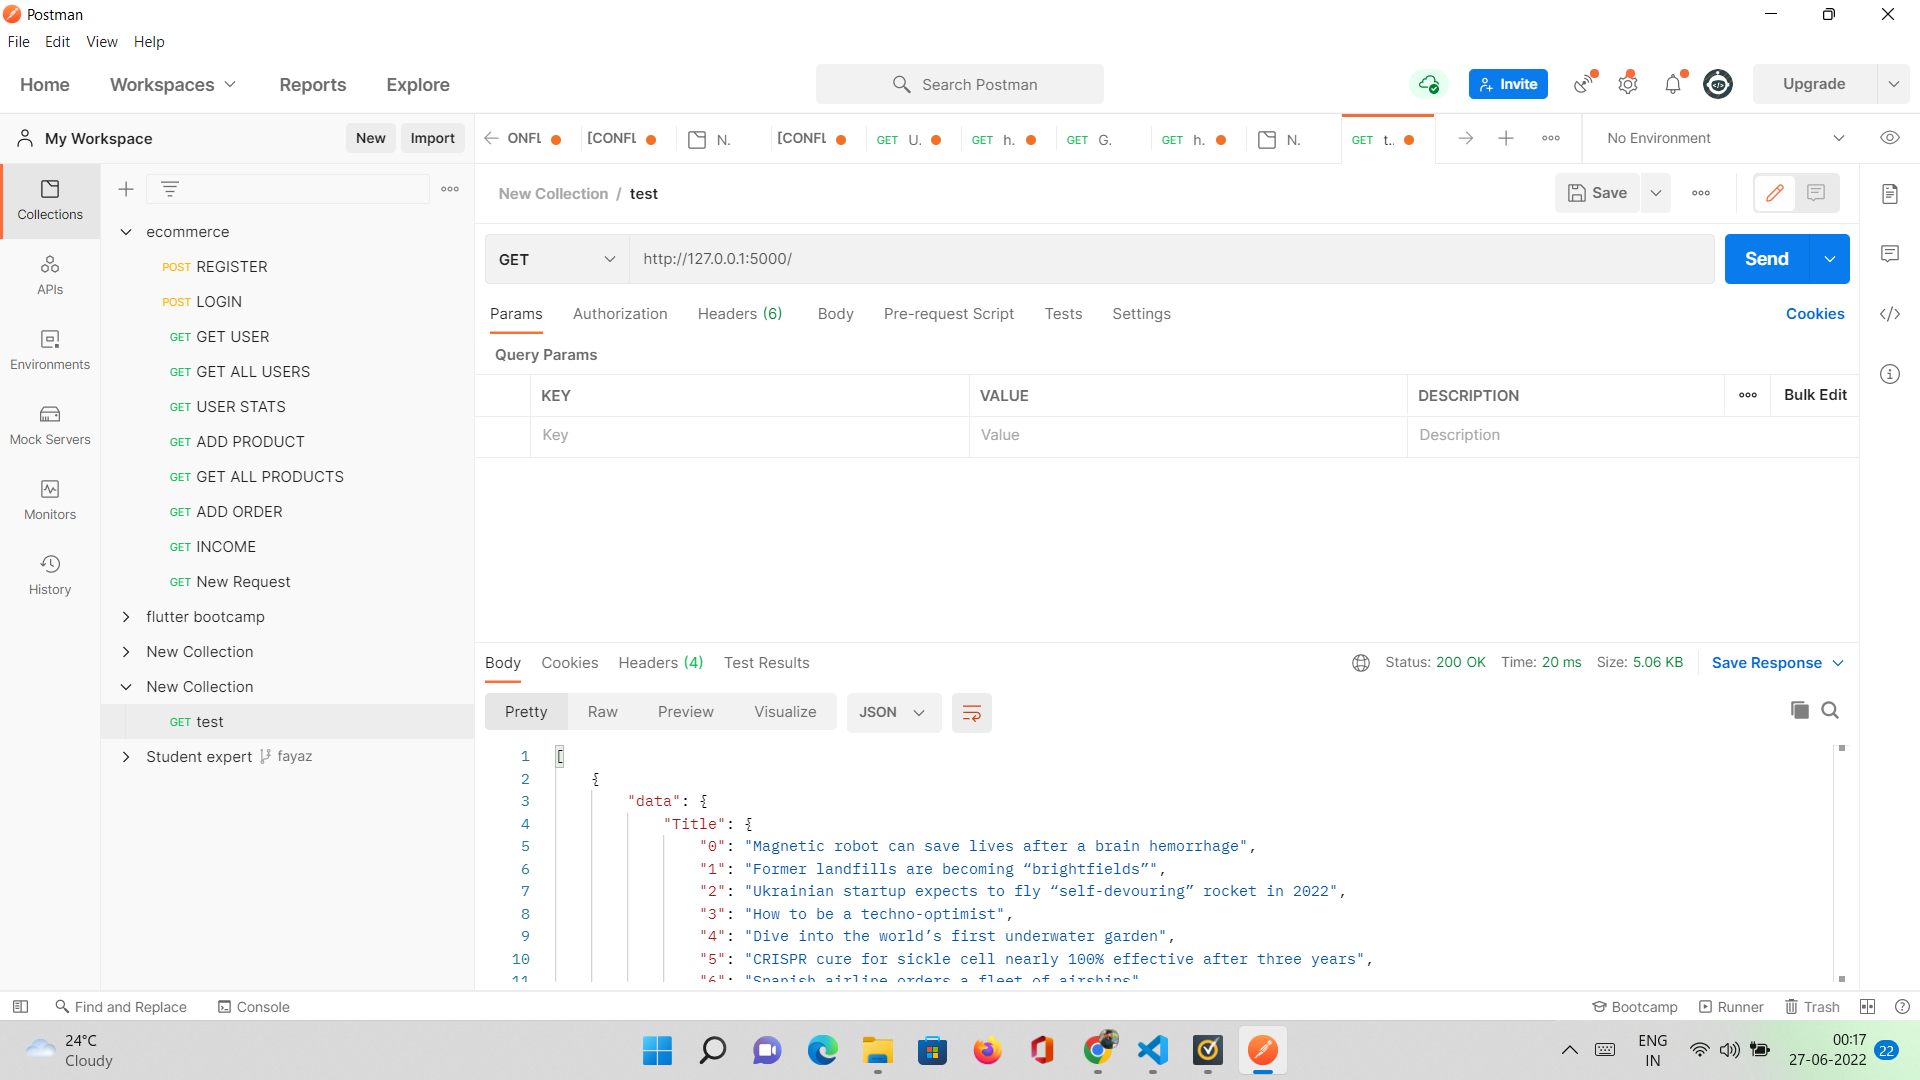 Postman
File Edit View Help
Home Workspaces Reports Explore Search Postman Invite Upgrade
My Workspace New Import ONFL [CONFL N. [CONFL GET U. GET h. GET G. GET h. N. GET t.. No Environment
Collections
APIs
Environments
Mock Servers
Monitors
History
ecommerce
POST REGISTER
POST LOGIN
GET GET USER
GET GET ALL USERS
GET USER STATS
GET ADD PRODUCT
GET GET ALL PRODUCTS
GET ADD ORDER
GET INCOME
GET New Request
flutter bootcamp
New Collection
New Collection
GET test
Student expert fayaz
New Collection / test Save
GET http://127.0.0.1:5000/ Send
Params Authorization Headers (6) Body Pre-request Script Tests Settings Cookies
Query Params
KEY VALUE DESCRIPTION Bulk Edit
Key Value Description
Body Cookies Headers (4) Test Results Status: 200 OK Time: 20 ms Size: 5.06 KB Save Response
Pretty Raw Preview Visualize JSON
1 [
2 {
3 "data": {
4 "Title": {
5 "0": "Magnetic robot can save lives after a brain hemorrhage",
6 "1": "Former landfills are becoming “brightfields”",
7 "2": "Ukrainian startup expects to fly “self-devouring” rocket in 2022",
8 "3": "How to be a techno-optimist",
9 "4": "Dive into the world’s first underwater garden",
10 "5": "CRISPR cure for sickle cell nearly 100% effective after three years",
11 "6": "Spanish airline orders a fleet of airships"
Find and Replace Console Bootcamp Runner Trash
24°C
Cloudy
ENG
IN
00:17
27-06-2022
22